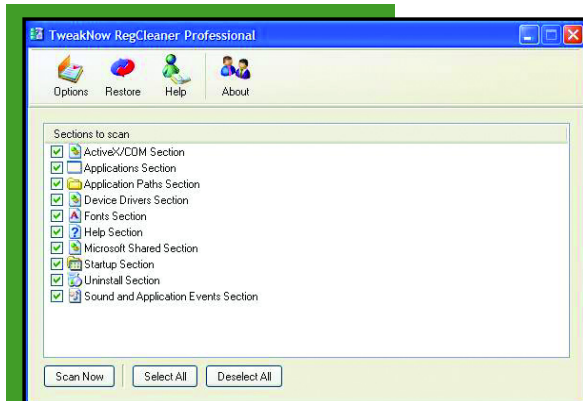 TweakNow RegCleaner Professional
Options Restore Help About
Sections to scan
ActiveX/COM Section
Applications Section
Application Paths Section
Device Drivers Section
Fonts Section
Help Section
Microsoft Shared Section
Startup Section
Uninstall Section
Sound and Application Events Section
Scan Now Select All Deselect All